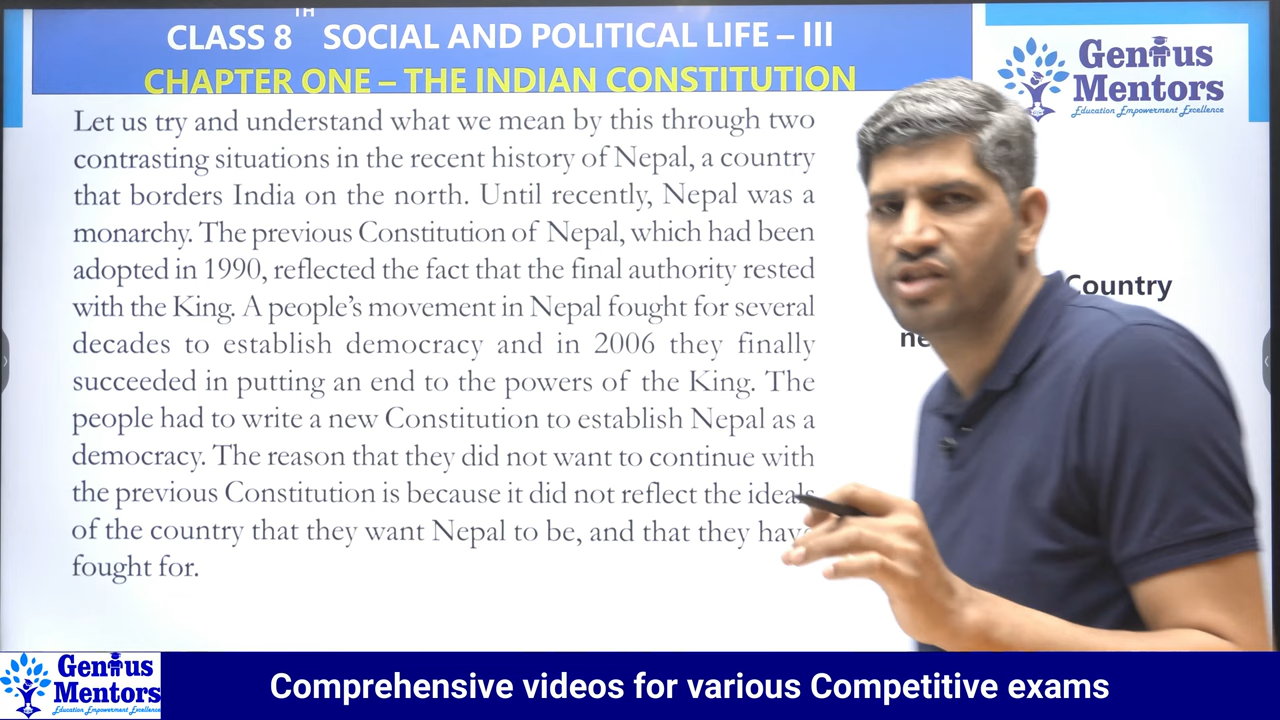 CLASS 8TH SOCIAL AND POLITICAL LIFE – III
CHAPTER ONE – THE INDIAN CONSTITUTION
Genius
Mentors
Education Empowerment Excellence
Let us try and understand what we mean by this through two
contrasting situations in the recent history of Nepal, a country
that borders India on the north. Until recently, Nepal was a
monarchy. The previous Constitution of Nepal, which had been
adopted in 1990, reflected the fact that the final authority rested
with the King. A people’s movement in Nepal fought for several
decades to establish democracy and in 2006 they finally
succeeded in putting an end to the powers of the King. The
people had to write a new Constitution to establish Nepal as a
democracy. The reason that they did not want to continue with
the previous Constitution is because it did not reflect the ideals
of the country that they want Nepal to be, and that they have
fought for.
Country
Genius
Mentors
Education Empowerment Excellence
Comprehensive videos for various Competitive exams